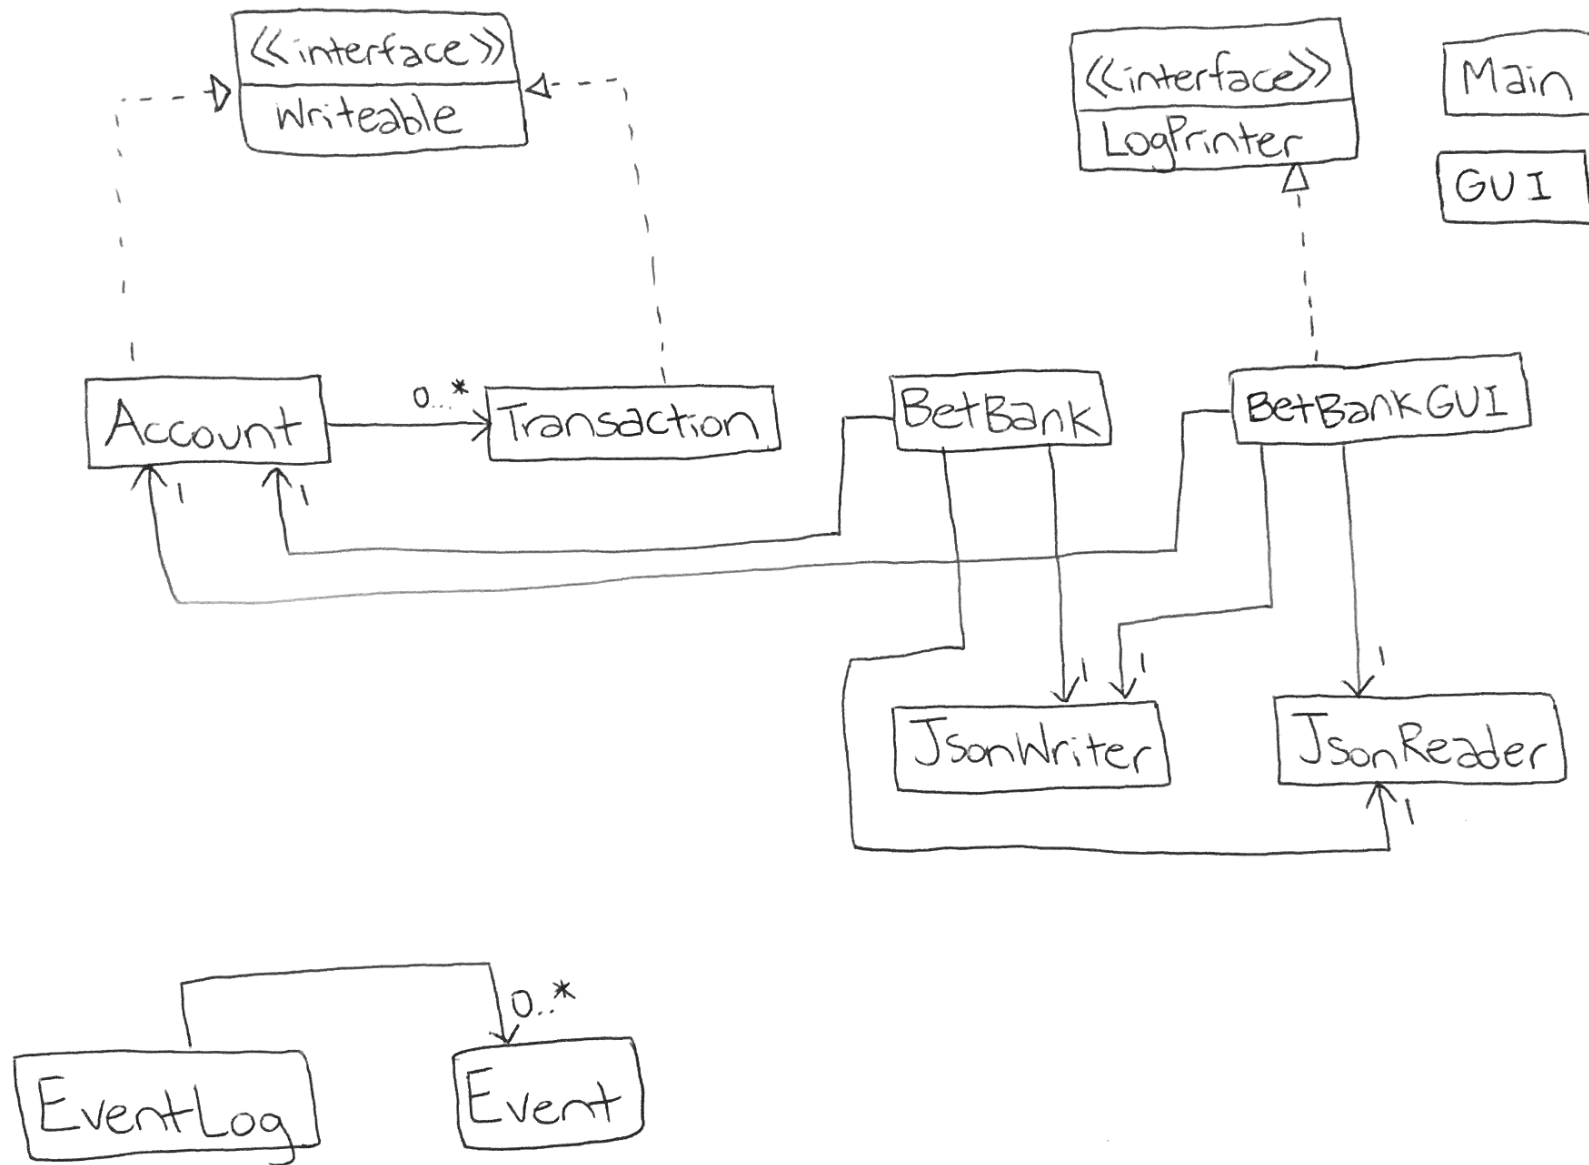 <<interface>>
Writeable
<<interface>>
LogPrinter
Main
GUI
Account
0...*
Transaction
BetBank
BetBankGUI
1
1
1
1
1
JsonWriter
JsonReader
1
0..*
EventLog
Event